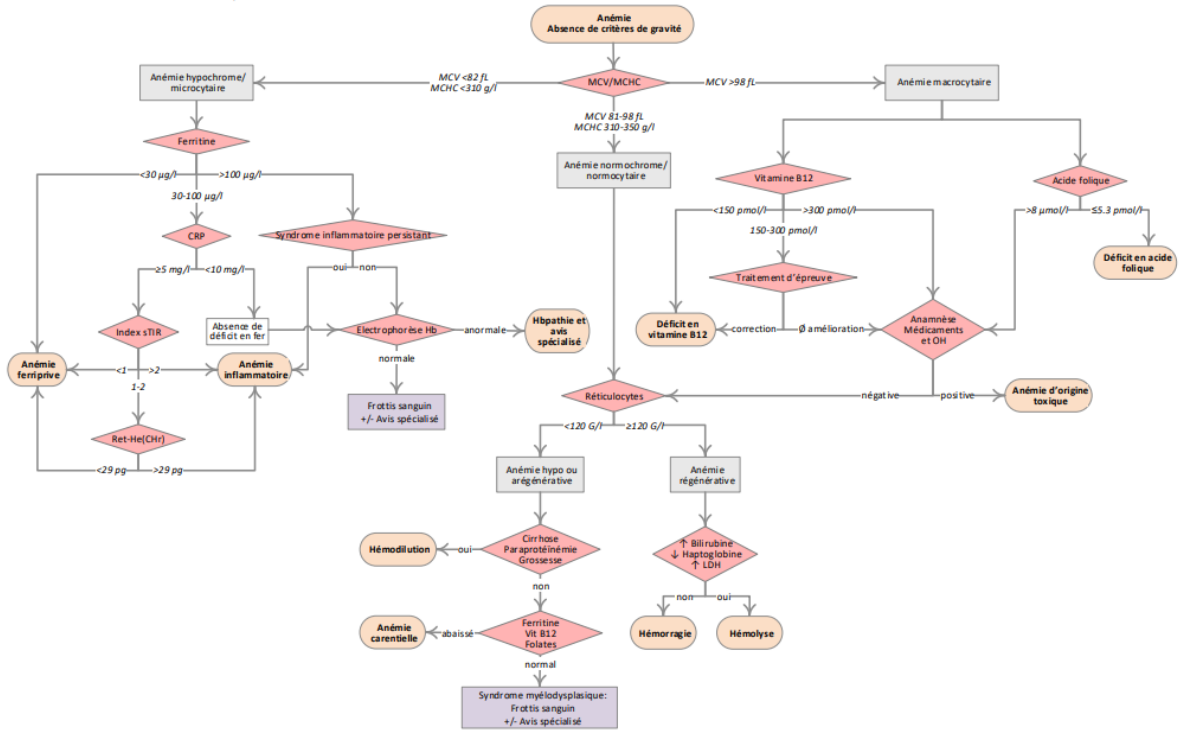 Anémie
Absence de critères de gravité
MCV/MCHC
MCV <82 fL
MCHC <310 g/l
MCV >98 fL
MCV 81-98 fL
MCHC 310-350 g/l
Anémie hypochrome/
microcytaire
Anémie macrocytaire
Anémie normochrome/
normocytaire
Ferritine
<30 µg/l
>100 µg/l
30-100 µg/l
CRP
Syndrome inflammatoire persistant
≥5 mg/l
<10 mg/l
oui
non
Index sTfR
Absence de
déficit en fer
Electrophorèse Hb
anormale
Hbpathie et
avis
spécialisé
normale
Frottis sanguin
+/- Avis spécialisé
Anémie
ferriprive
<1
>2
Anémie
inflammatoire
1-2
Ret-He(CHr)
<29 pg
>29 pg
Vitamine B12
Acide folique
<150 pmol/l
>300 pmol/l
150-300 pmol/l
>8 µmol/l
≤5.3 pmol/l
Traitement d'épreuve
Déficit en acide
folique
Déficit en
vitamine B12
correction
Ø amélioration
Anamnèse
Médicaments
et OH
négative
positive
Anémie d'origine
toxique
Réticulocytes
<120 G/l
≥120 G/l
Anémie hypo ou
arégénérative
Anémie
régénérative
Hémodilution
oui
Cirrhose
Paraprotéinémie
Grossesse
↑ Bilirubine
↓ Haptoglobine
↑ LDH
non
non
oui
Hémorragie
Hémolyse
Anémie
carentielle
abaissé
Ferritine
Vit B12
Folates
normal
Syndrome myélodysplasique:
Frottis sanguin
+/- Avis spécialisé